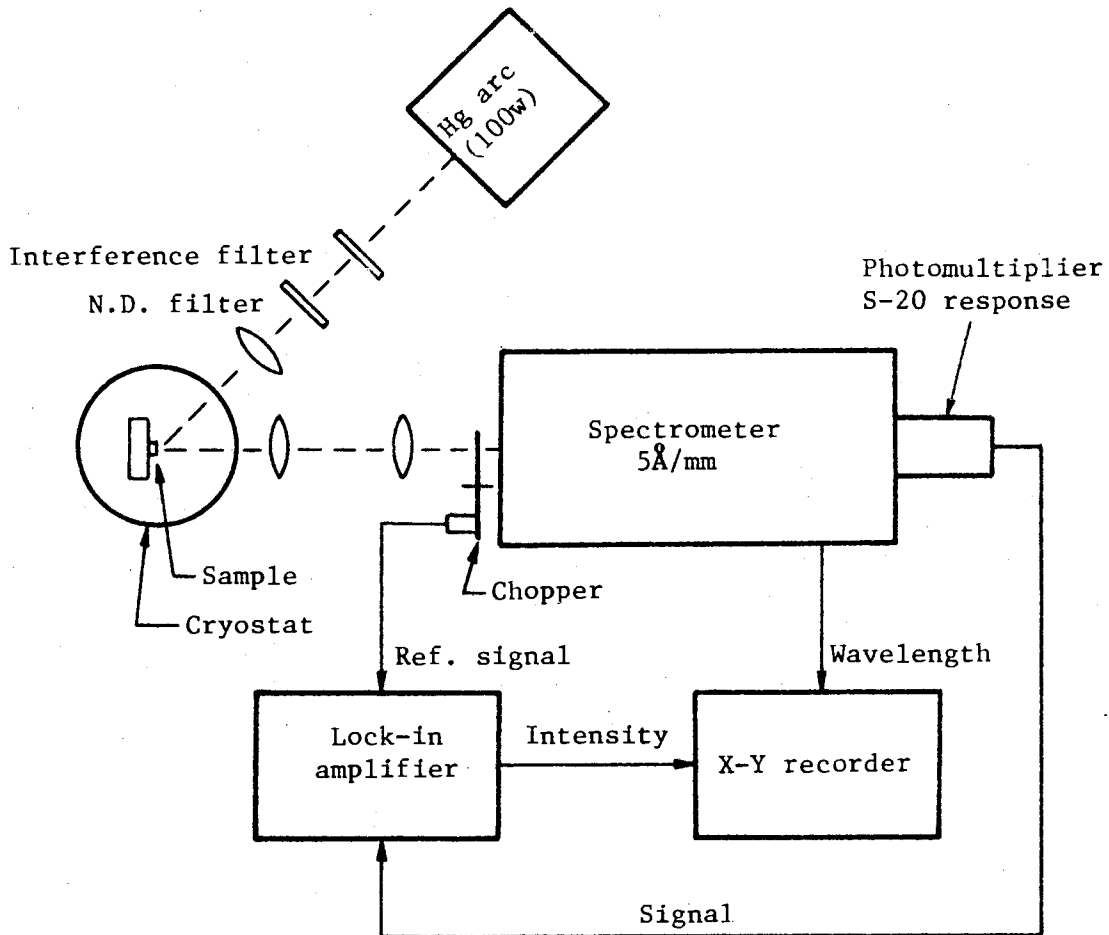 Hg arc
(100w)
Interference filter
N.D. filter
Photomultiplier
S-20 response
Spectrometer
5Å/mm
Sample
Cryostat
Chopper
Ref. signal
Wavelength
Lock-in
amplifier
Intensity
X-Y recorder
Signal